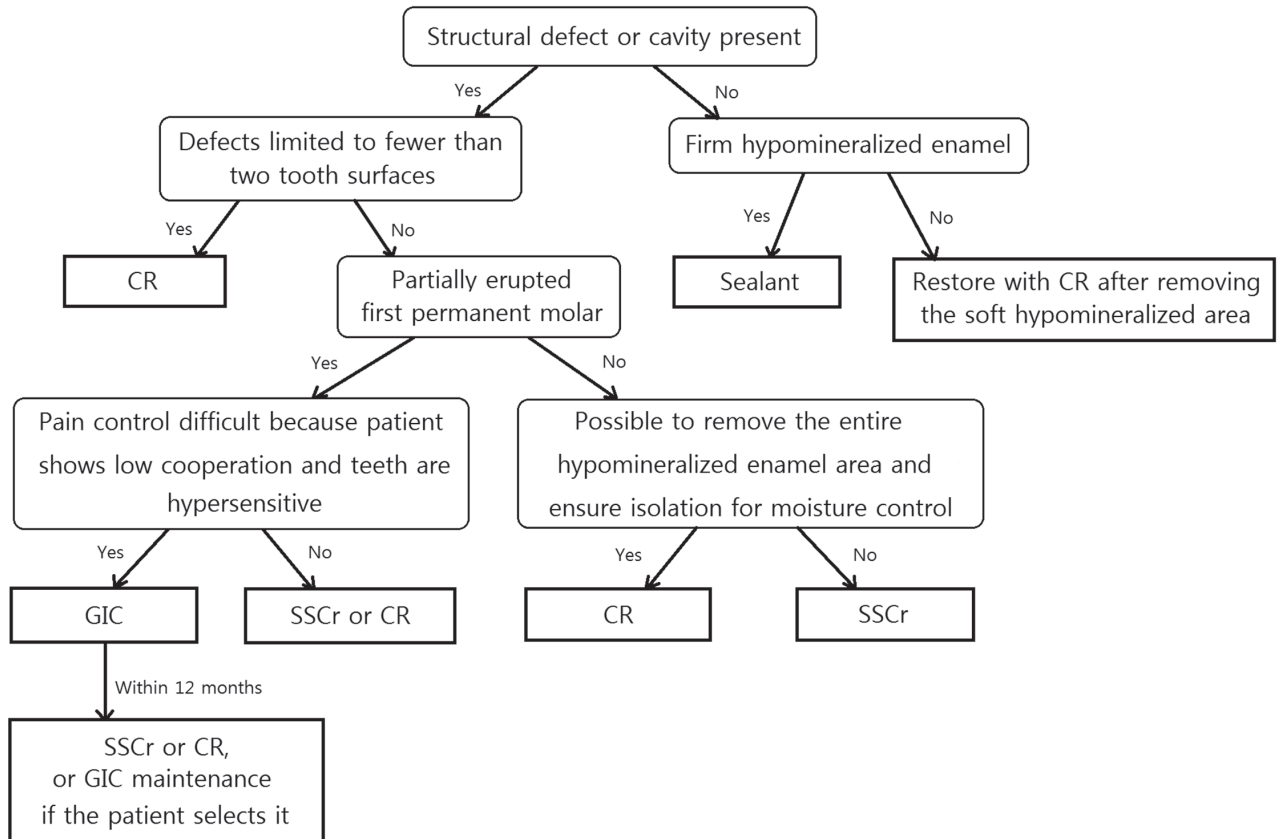 Structural defect or cavity present
Yes
No
Defects limited to fewer than
two tooth surfaces
Firm hypomineralized enamel
Yes
No
Yes
No
CR
Partially erupted
first permanent molar
Sealant
Restore with CR after removing
the soft hypomineralized area
Yes
No
Pain control difficult because patient
shows low cooperation and teeth are
hypersensitive
Possible to remove the entire
hypomineralized enamel area and
ensure isolation for moisture control
Yes
No
Yes
No
GIC
SSCr or CR
CR
SSCr
Within 12 months
SSCr or CR,
or GIC maintenance
if the patient selects it